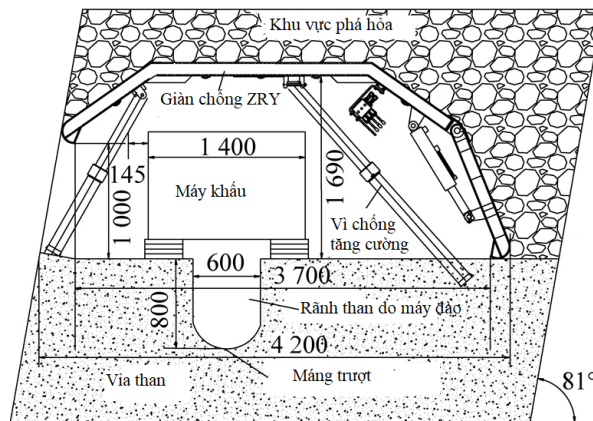 Khu vực phá hỏa
Giàn chống ZRY
1 400
145
Máy khấu
1 690
1 000
Vì chống
tăng cường
600
3 700
800
Rãnh than do máy đào
4 200
Vỉa than
Máng trượt
81°